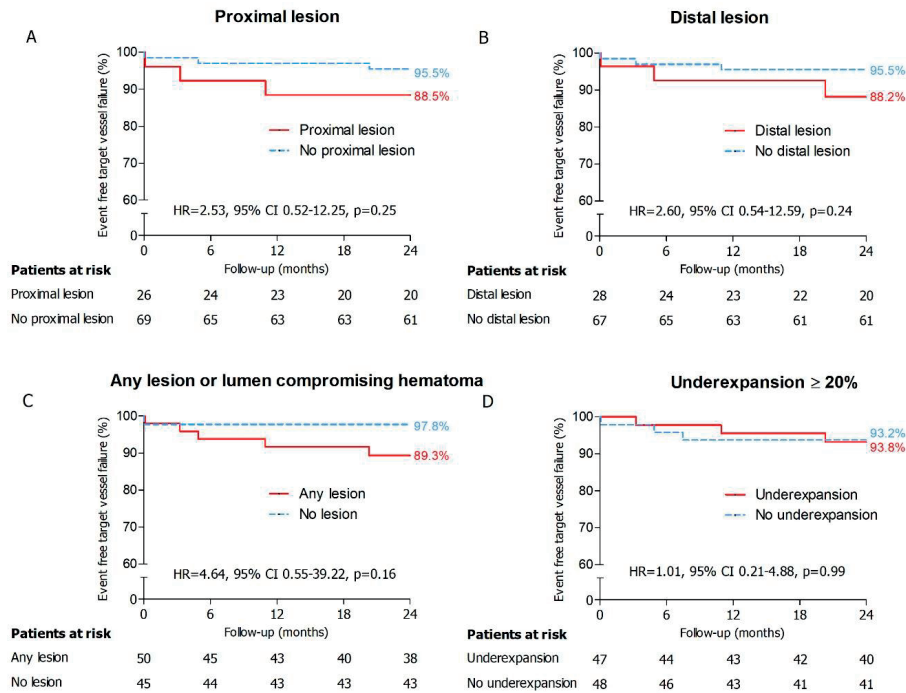 A
Proximal lesion
Event free target vessel failure (%)
100
90
80
70
60
0
95.5%
88.5%
Proximal lesion
No proximal lesion
HR=2.53, 95% CI 0.52-12.25, p=0.25
0 6 12 18 24
Follow-up (months)
Patients at risk
Proximal lesion 26 24 23 20 20
No proximal lesion 69 65 63 63 61
B
Distal lesion
Event free target vessel failure (%)
100
90
80
70
60
0
95.5%
88.2%
Distal lesion
No distal lesion
HR=2.60, 95% CI 0.54-12.59, p=0.24
0 6 12 18 24
Follow-up (months)
Patients at risk
Distal lesion 28 24 23 22 20
No distal lesion 67 65 63 61 61
C
Any lesion or lumen compromising hematoma
Event free target vessel failure (%)
100
90
80
70
60
0
97.8%
89.3%
Any lesion
No lesion
HR=4.64, 95% CI 0.55-39.22, p=0.16
0 6 12 18 24
Follow-up (months)
Patients at risk
Any lesion 50 45 43 40 38
No lesion 45 44 43 43 43
D
Underexpansion ≥ 20%
Event free target vessel failure (%)
100
90
80
70
60
0
93.2%
93.8%
Underexpansion
No underexpansion
HR=1.01, 95% CI 0.21-4.88, p=0.99
0 6 12 18 24
Follow-up (months)
Patients at risk
Underexpansion 47 44 43 42 40
No underexpansion 48 46 43 41 41